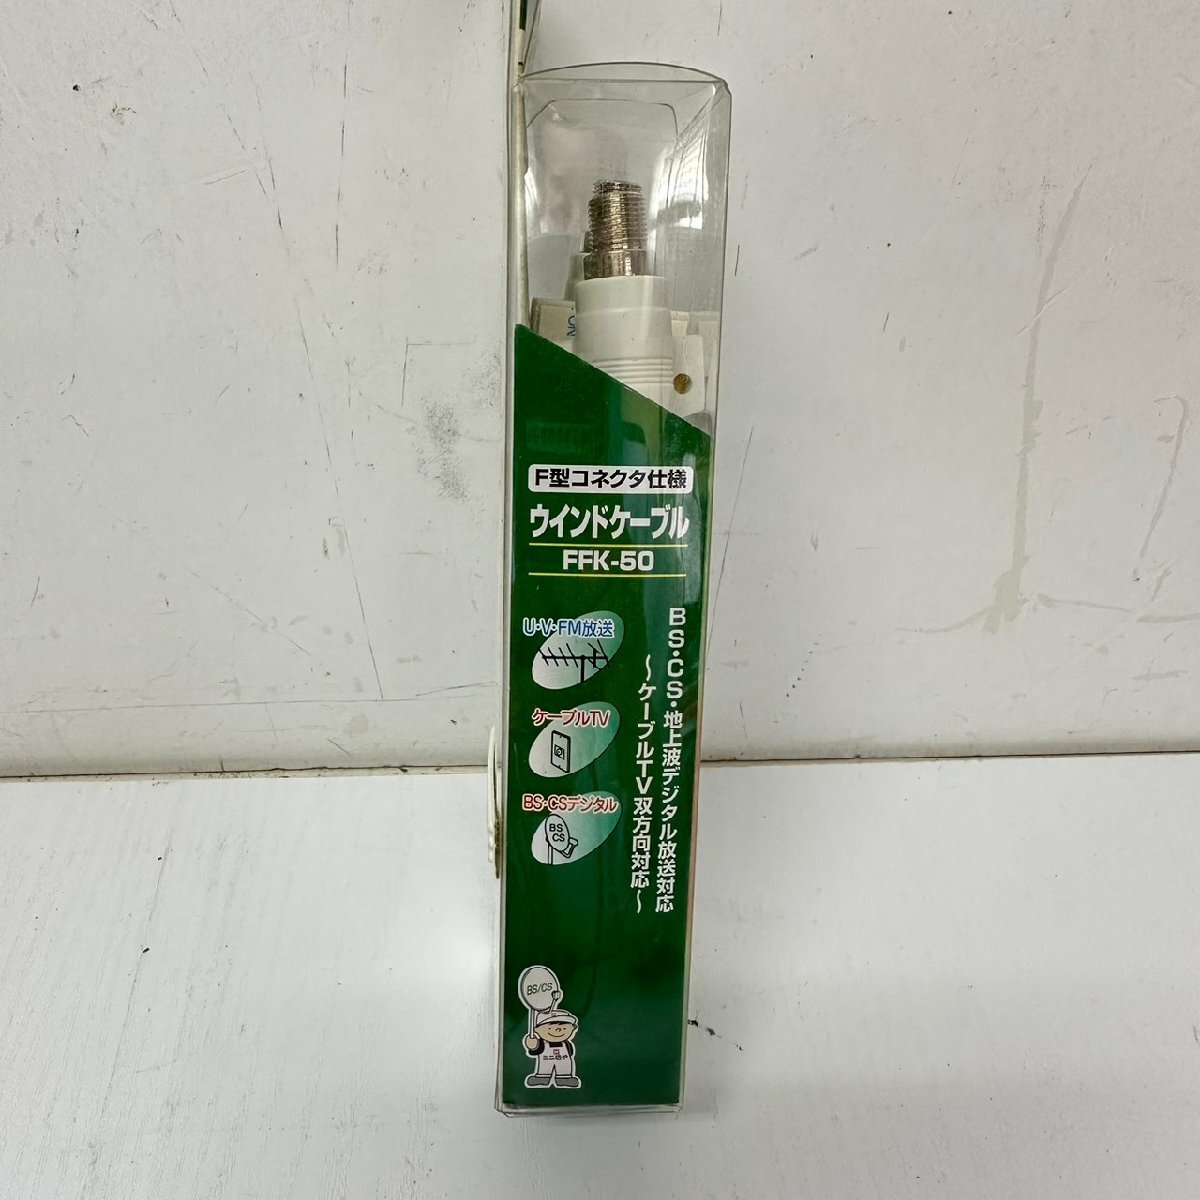 F型コネクタ仕様
ウインドケーブル
FFK-50
BS・CS・地上波デジタル放送対応
～ケーブルTV双方向対応～
U・V・FM放送
ケーブルTV
BS・CSデジタル
BS
CS
BS/CS